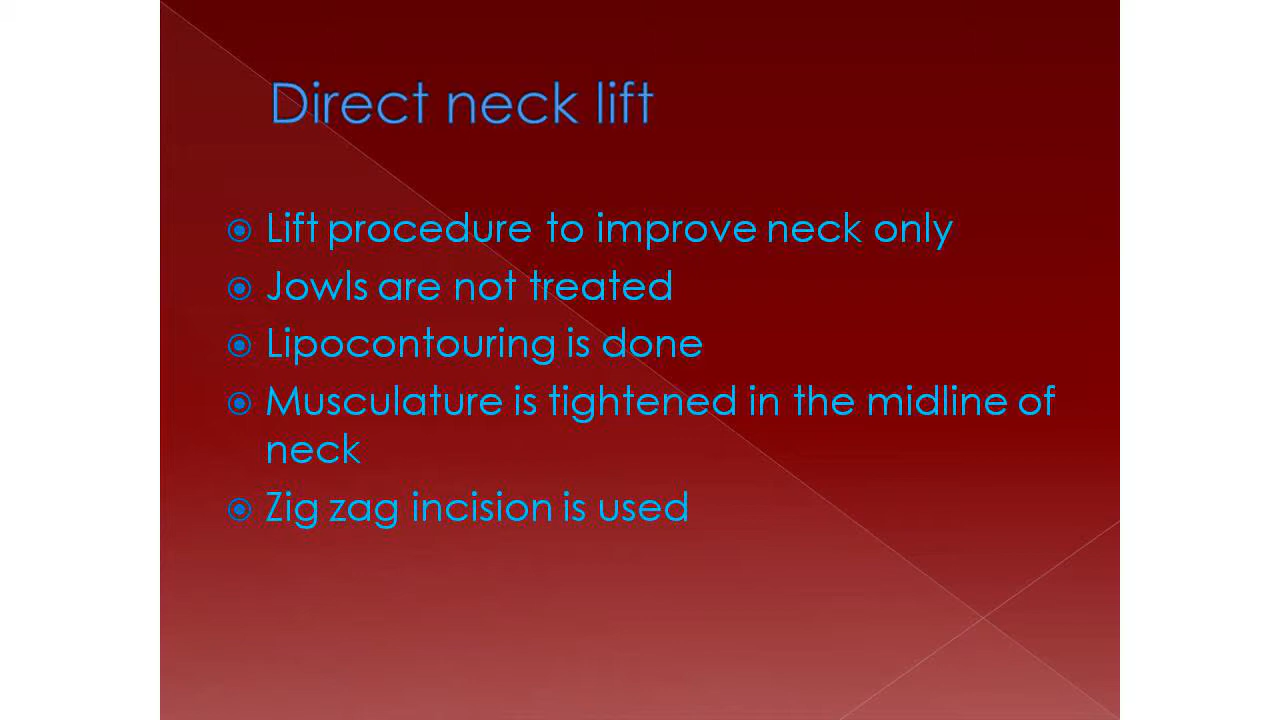 Direct neck lift
Lift procedure to improve neck only
Jowls are not treated
Lipocontouring is done
Musculature is tightened in the midline of
neck
Zig zag incision is used